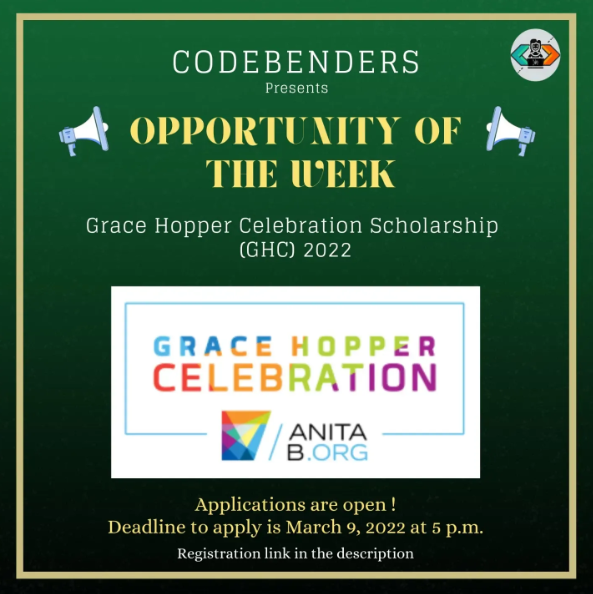 CODEBENDERS
Presents
OPPORTUNITY OF
THE WEEK
Grace Hopper Celebration Scholarship
(GHC) 2022
GRACE HOPPER
CELEBRATION
ANITA
B.ORG
Applications are open !
Deadline to apply is March 9, 2022 at 5 p.m.
Registration link in the description